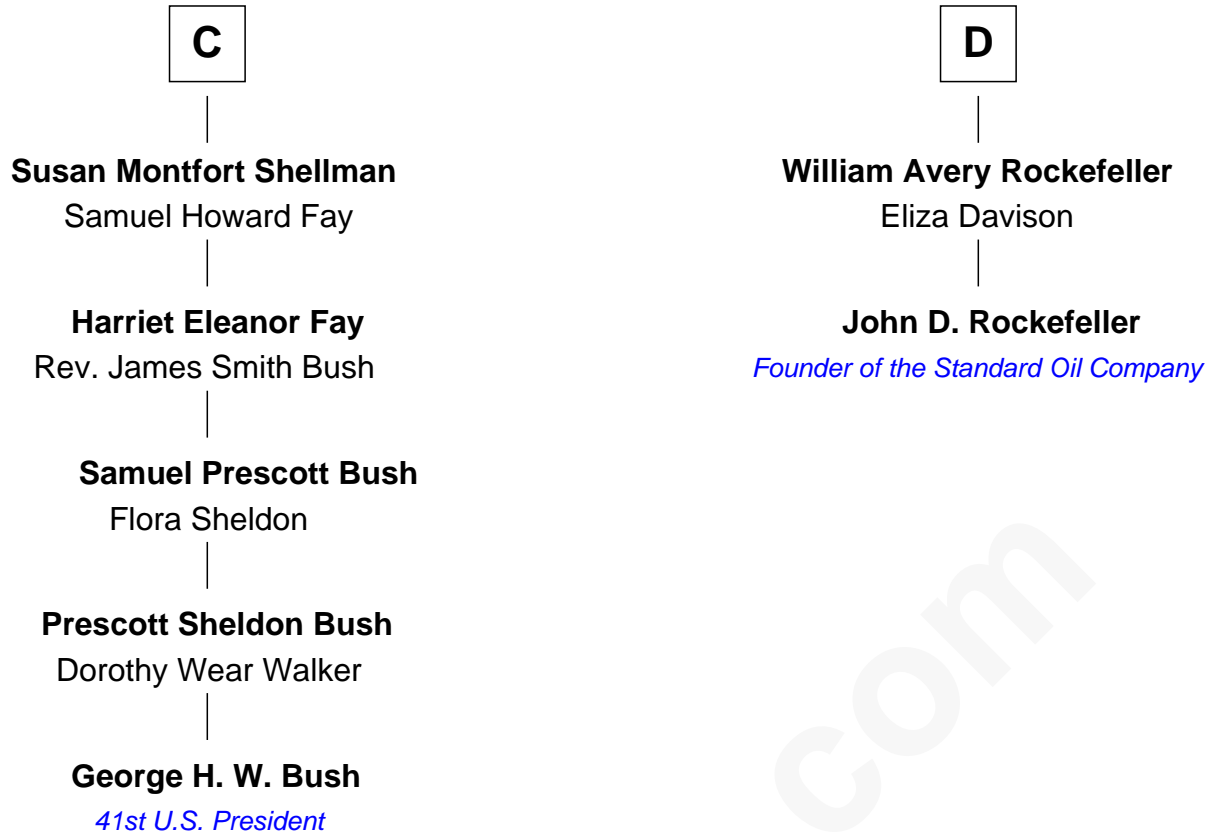 C
Susan Montfort Shellman
Samuel Howard Fay
Harriet Eleanor Fay
Rev. James Smith Bush
Samuel Prescott Bush
Flora Sheldon
Prescott Sheldon Bush
Dorothy Wear Walker
George H. W. Bush
41st U.S. President
D
William Avery Rockefeller
Eliza Davison
John D. Rockefeller
Founder of the Standard Oil Company
com